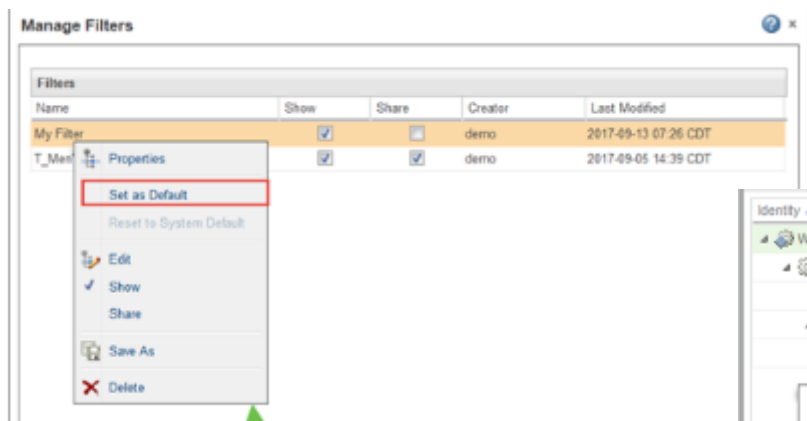 Manage Filters
Filters
Name Show Share Creator Last Modified
My Filter demo 2017-09-13 07:26 CDT
demo 2017-09-05 14:39 CDT
Properties
Set as Default
Reset to System Default
Edit
Show
Share
Save As
Delete
Identity